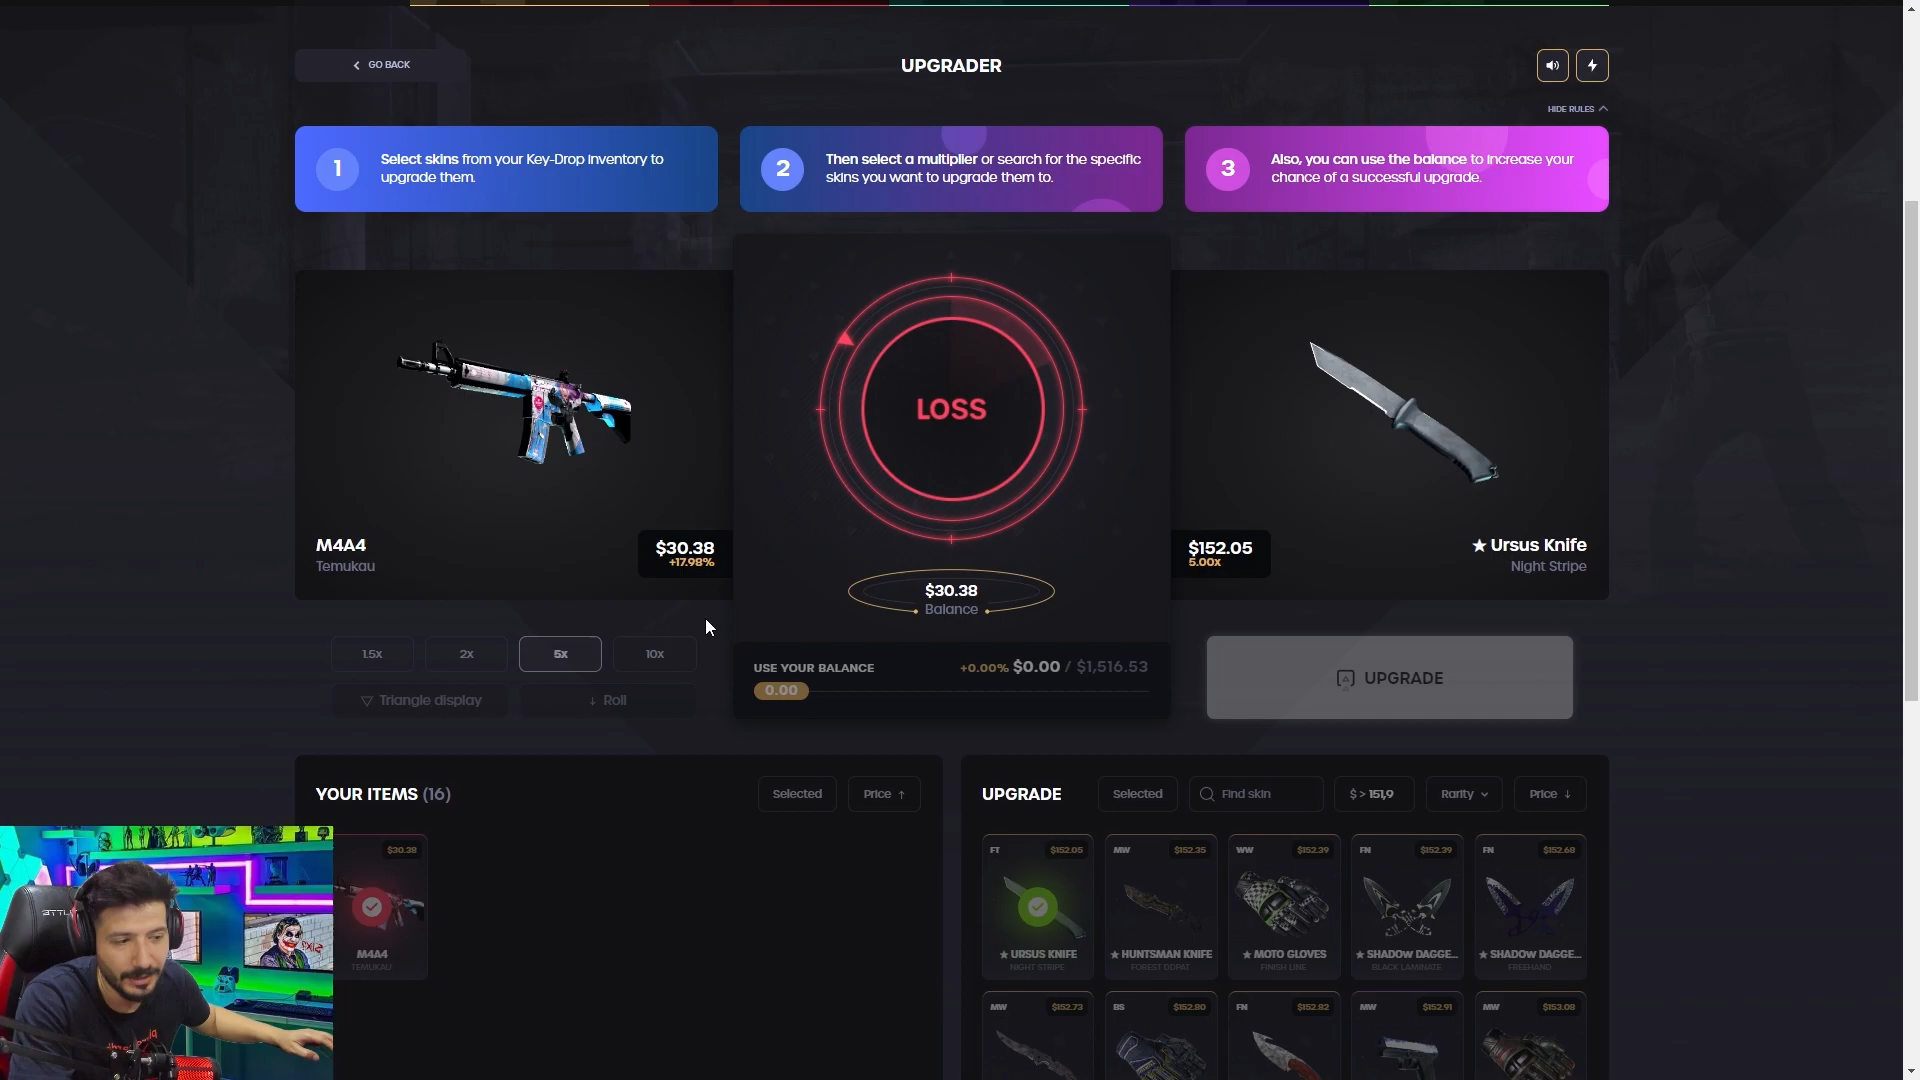 GO BACK
UPGRADER
HIDE RULES
1
Select skins from your Key-Drop inventory to
upgrade them.
2
Then select a multiplier or search for the specific
skins you want to upgrade them to.
3
Also, you can use the balance to increase your
chance of a successful upgrade.
LOSS
M4A4
Temukau
$30.38
+17.98%
$30.38
Balance
$152.05
5.00x
★ Ursus Knife
Night Stripe
1.5x
2x
5x
10x
Triangle display
Roll
USE YOUR BALANCE
+0.00% $0.00 / $1,516.53
0.00
UPGRADE
YOUR ITEMS (16)
Selected
Price ↑
$30.38
M4A4
TEMUKAU
UPGRADE
Selected
Find skin
$ > 151,9
Rarity
Price ↓
FT
$152.05
★ URSUS KNIFE
NIGHT STRIPE
MW
$152.35
★ HUNTSMAN KNIFE
FOREST DDPAT
WW
$152.39
★ MOTO GLOVES
FINISH LINE
FN
$152.39
★ SHADOW DAGGE...
BLACK LAMINATE
FN
$152.68
★ SHADOW DAGGE...
FREEHAND
MW
$152.73
BS
$152.80
FN
$152.82
MW
$152.91
MW
$153.08